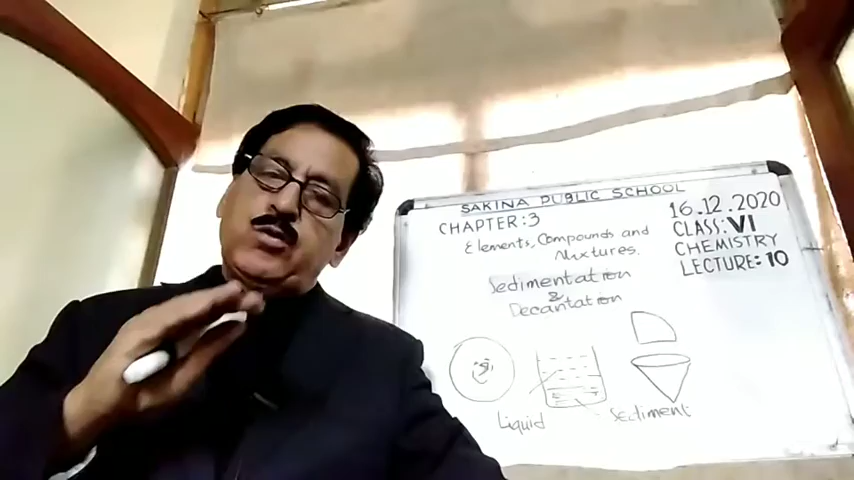 SAKINA PUBLIC SCHOOL
16.12.2020
CHAPTER:3
CLASS:VI
Elements, Compounds and
Mixtures.
CHEMISTRY
LECTURE:10
Sedimentation
&
Decantation
Liquid
Sediment